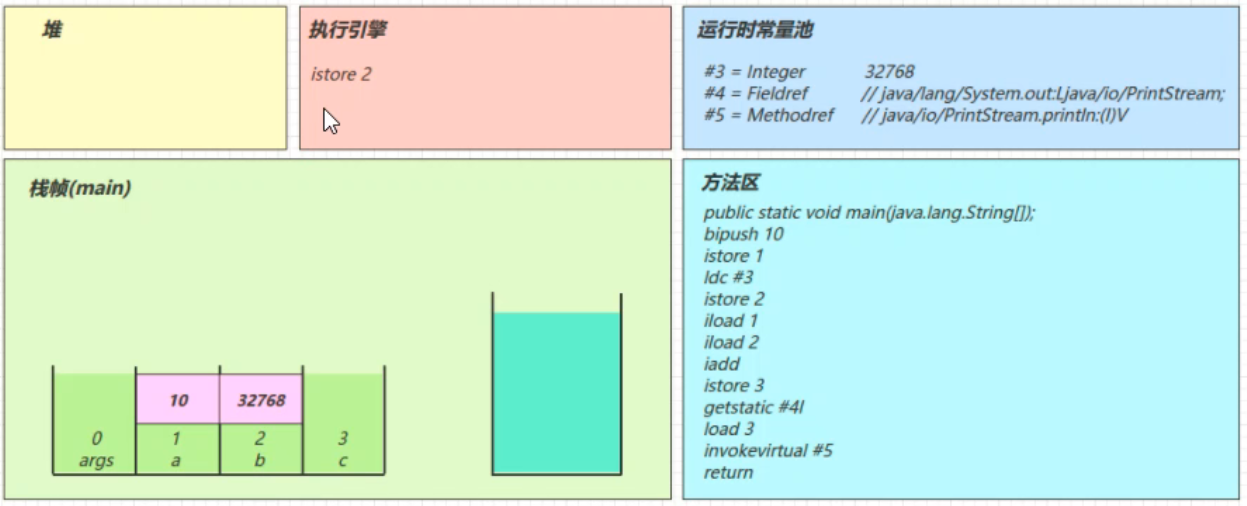 堆
执行引擎
istore 2
运行时常量池
#3 = Integer 32768
#4 = Fieldref // java/lang/System.out:Ljava/io/PrintStream;
#5 = Methodref // java/io/PrintStream.println:(I)V
栈帧(main)
10 32768
0 1 2 3
args a b c
方法区
public static void main(java.lang.String[]);
bipush 10
istore 1
ldc #3
istore 2
iload 1
iload 2
iadd
istore 3
getstatic #4l
load 3
invokevirtual #5
return